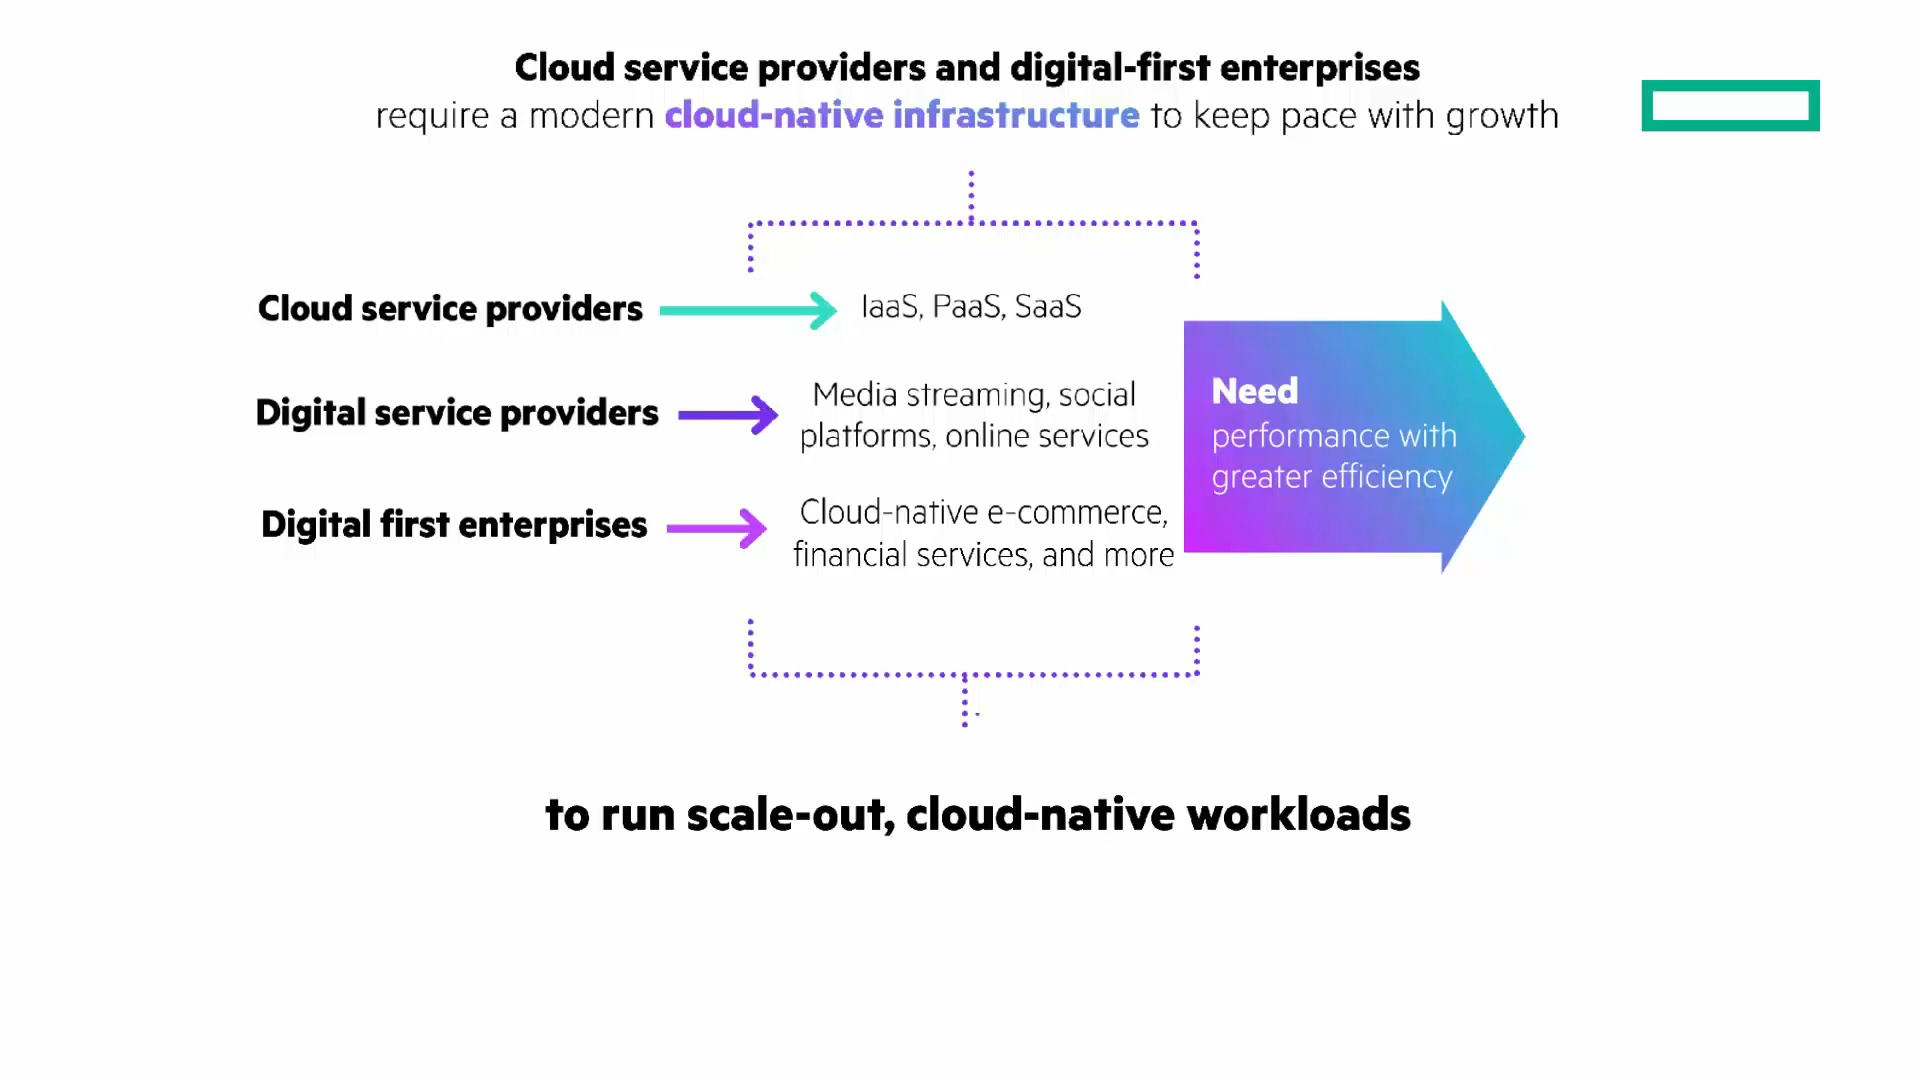 Cloud service providers and digital-first enterprises
require a modern cloud-native infrastructure to keep pace with growth
Cloud service providers
IaaS, PaaS, SaaS
Digital service providers
Media streaming, social
platforms, online services
Digital first enterprises
Cloud-native e-commerce,
financial services, and more
Need
performance with
greater efficiency
to run scale-out, cloud-native workloads